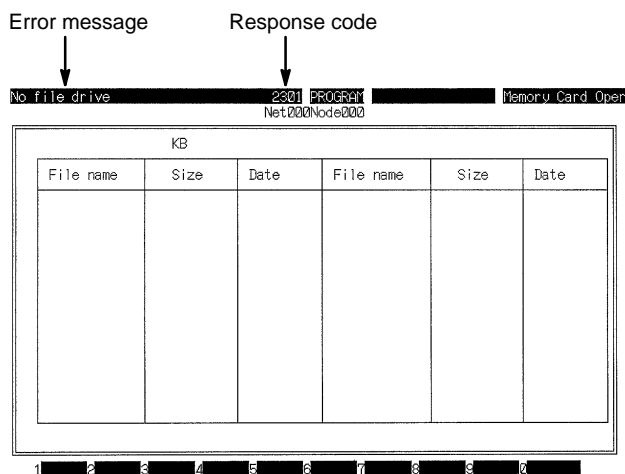 Error message Response code
No file drive 2301 PROGRAM Memory Card Oper
Net000Node000
KB
File name Size Date File name Size Date
1 2 3 4 5 6 7 8 9 0